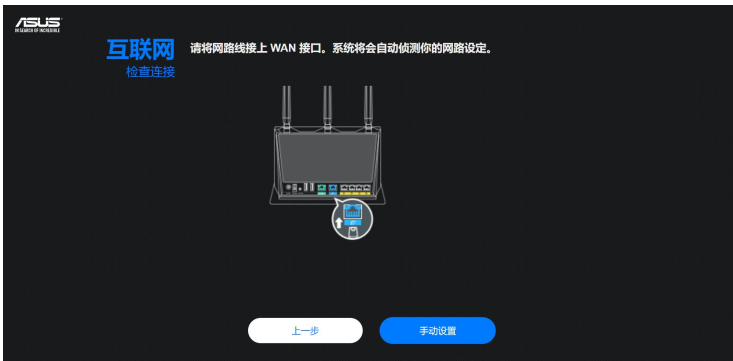 ASUS
IN SEARCH OF INCREDIBLE
互联网
检查连接
请将网路线接上 WAN 接口。系统将会自动侦测你的网路设定。
上一步
手动设置